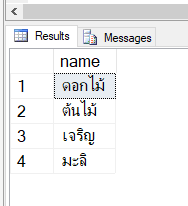 Results Messages
name
1 ดอกไม้
2 ต้นไม้
3 เจริญ
4 มะลิ